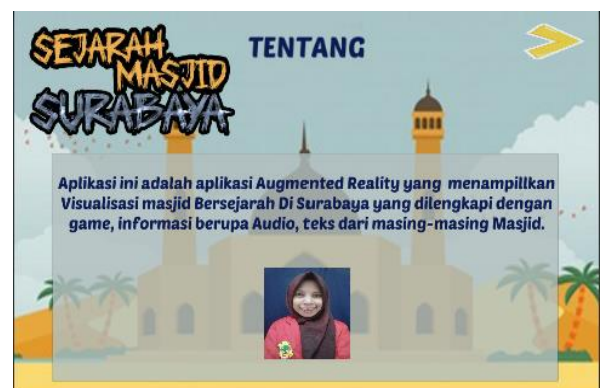 SEJARAH
MASJID
SURABAYA
TENTANG
Aplikasi ini adalah aplikasi Augmented Reality yang menampillkan
Visualisasi masjid Bersejarah Di Surabaya yang dilengkapi dengan
game, informasi berupa Audio, teks dari masing-masing Masjid.